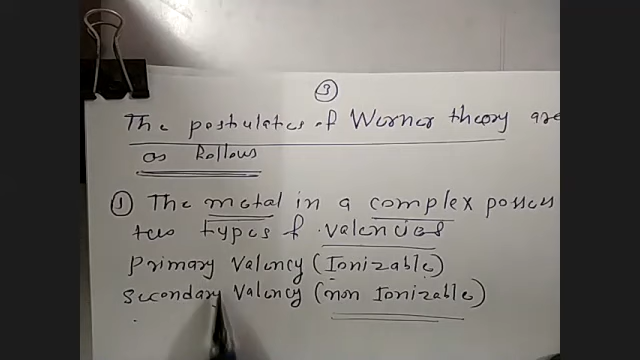 ③
The postulates of Werner theory are
as follows
① The metal in a complex possess
two types of valencies
Primary Valency (Ionizable)
Secondary Valency (non Ionizable)